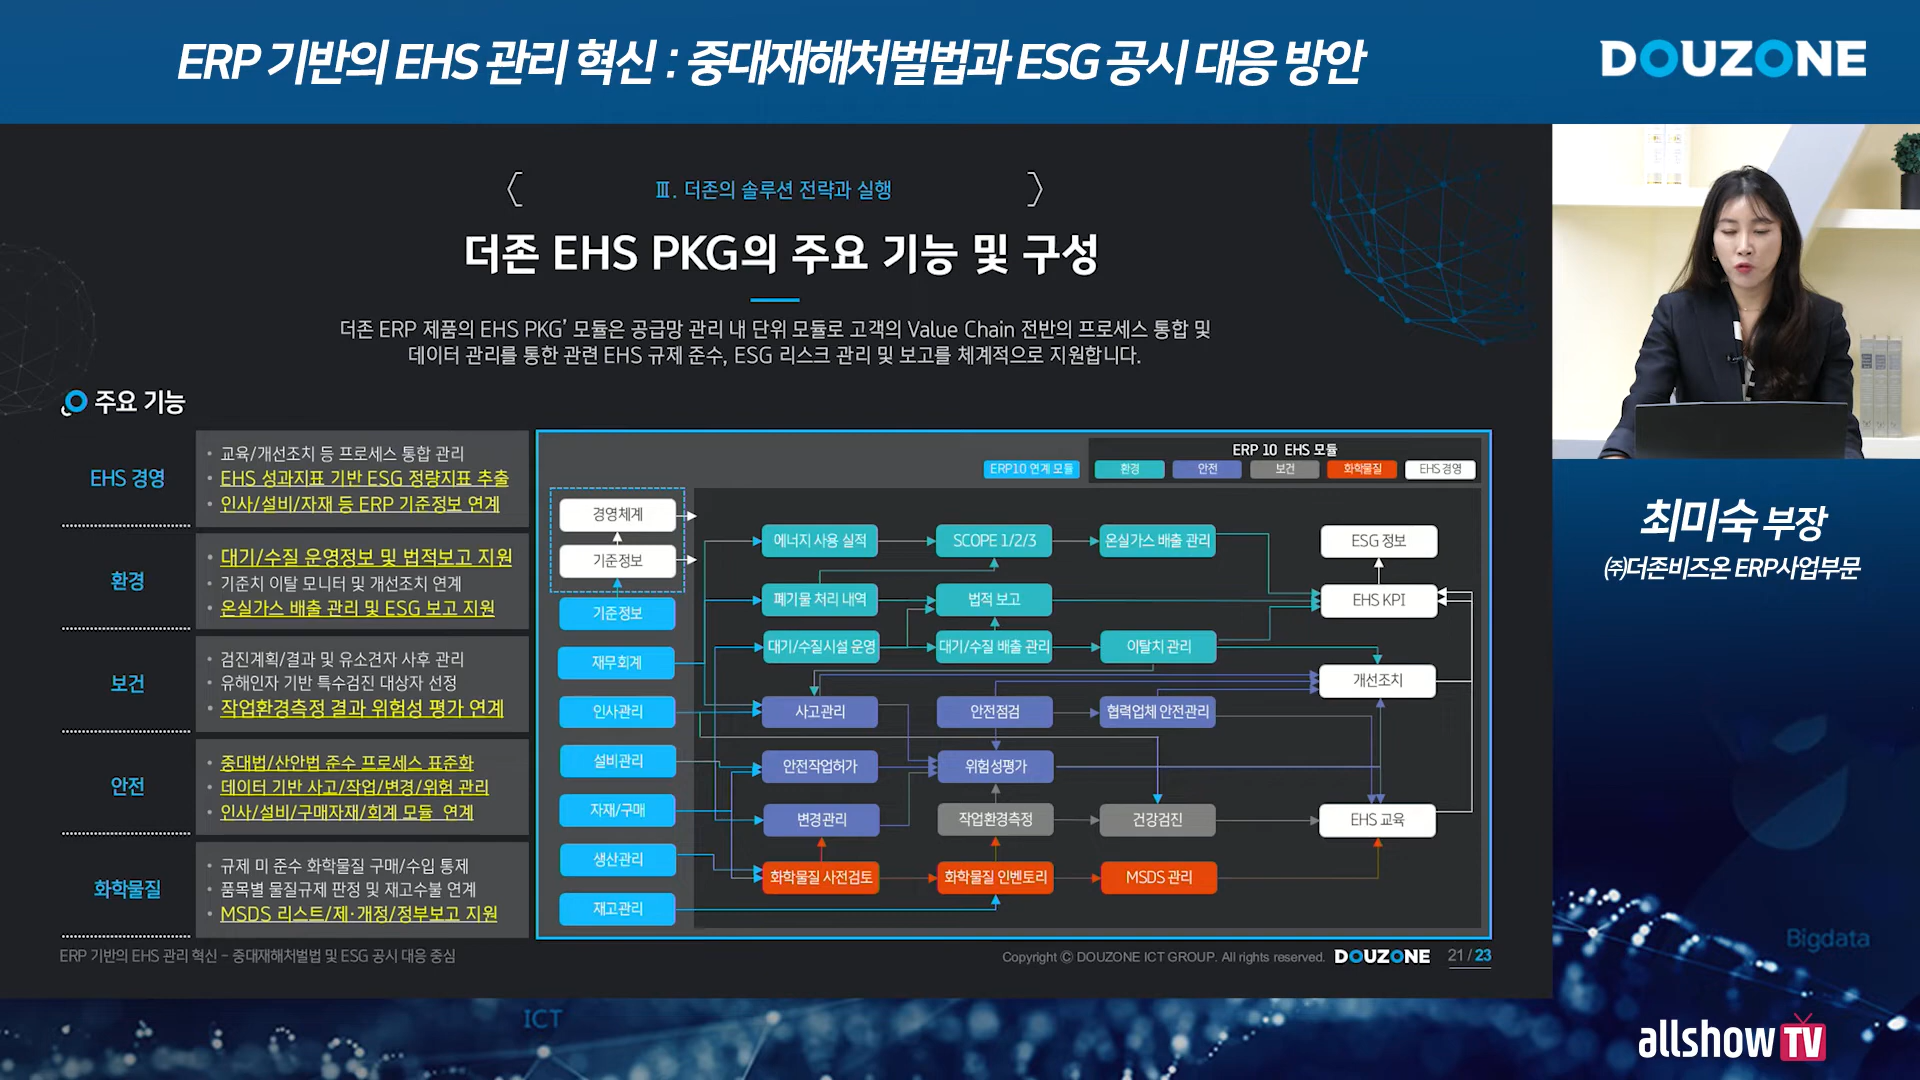 ERP 기반의 EHS 관리 혁신 : 중대재해처벌법과 ESG 공시 대응 방안
DOUZONE
Ⅲ. 더존의 솔루션 전략과 실행
더존 EHS PKG의 주요 기능 및 구성
더존 ERP 제품의 EHS PKG’ 모듈은 공급망 관리 내 단위 모듈로 고객의 Value Chain 전반의 프로세스 통합 및
데이터 관리를 통한 관련 EHS 규제 준수, ESG 리스크 관리 및 보고를 체계적으로 지원합니다.
주요 기능
EHS 경영
• 교육/개선조치 등 프로세스 통합 관리
• EHS 성과지표 기반 ESG 정량지표 추출
• 인사/설비/자재 등 ERP 기준정보 연계
환경
• 대기/수질 운영정보 및 법적보고 지원
• 기준치 이탈 모니터 및 개선조치 연계
• 온실가스 배출 관리 및 ESG 보고 지원
보건
• 검진계획/결과 및 유소견자 사후 관리
• 유해인자 기반 특수검진 대상자 선정
• 작업환경측정 결과 위험성 평가 연계
안전
• 중대법/산안법 준수 프로세스 표준화
• 데이터 기반 사고/작업/변경/위험 관리
• 인사/설비/구매자재/회계 모듈 연계
화학물질
• 규제 미 준수 화학물질 구매/수입 통제
• 품목별 물질규제 판정 및 재고수불 연계
• MSDS 리스트/제·개정/정부보고 지원
ERP 10 EHS 모듈
ERP10 연계 모듈
환경
안전
보건
화학물질
EHS 경영
경영체계
기준정보
기준정보
재무회계
인사관리
설비관리
자재/구매
생산관리
재고관리
에너지 사용 실적
SCOPE 1/2/3
온실가스 배출 관리
ESG 정보
폐기물 처리 내역
법적 보고
EHS KPI
대기/수질시설 운영
대기/수질 배출 관리
이탈치 관리
개선조치
사고관리
안전점검
협력업체 안전관리
안전작업허가
위험성평가
변경관리
작업환경측정
건강검진
EHS 교육
화학물질 사전검토
화학물질 인벤토리
MSDS 관리
ERP 기반의 EHS 관리 혁신 - 중대재해처벌법 및 ESG 공시 대응 중심
Copyright Ⓒ DOUZONE ICT GROUP. All rights reserved.
DOUZONE
21 / 23
최미숙 부장
㈜더존비즈온 ERP사업부문
Bigdata
ICT
allshow TV